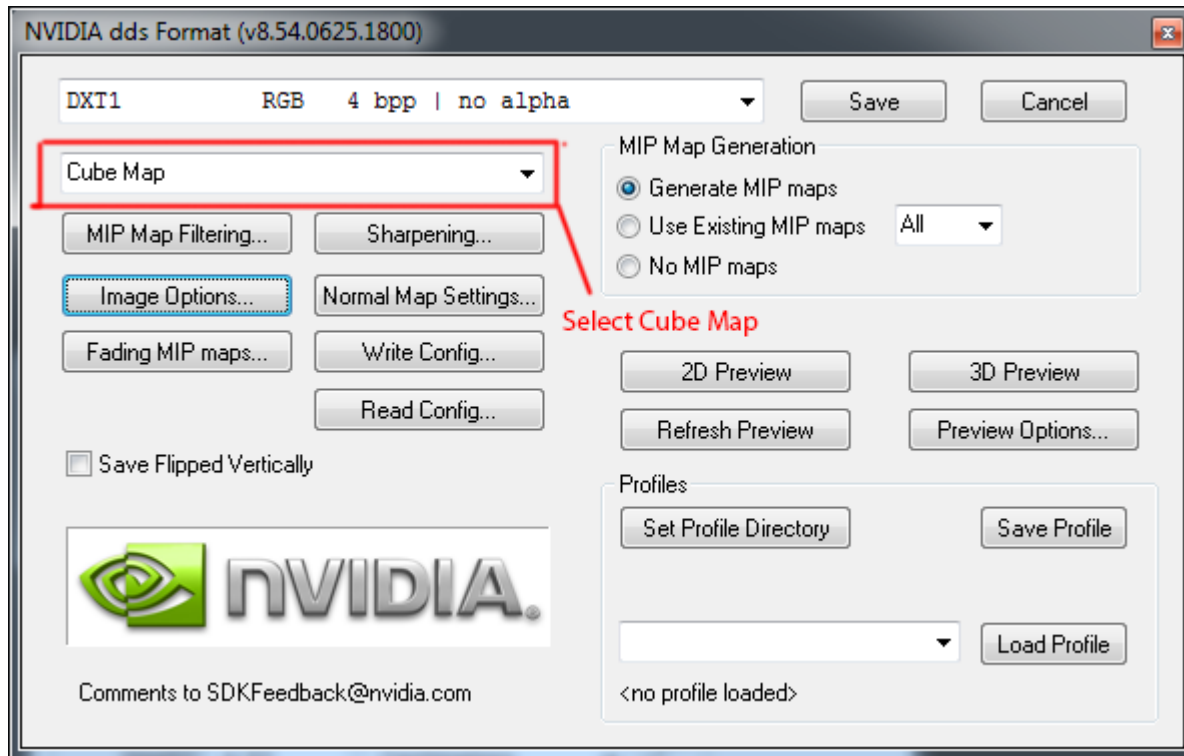 NVIDIA dds Format (v8.54.0625.1800)
DXT1 RGB 4 bpp | no alpha
Save
Cancel
Cube Map
MIP Map Generation
Generate MIP maps
Use Existing MIP maps
All
No MIP maps
MIP Map Filtering...
Sharpening...
Image Options...
Normal Map Settings...
Select Cube Map
Fading MIP maps...
Write Config...
2D Preview
3D Preview
Read Config...
Refresh Preview
Preview Options...
Save Flipped Vertically
Profiles
Set Profile Directory
Save Profile
nVIDIA.
Load Profile
Comments to SDKFeedback@nvidia.com
<no profile loaded>